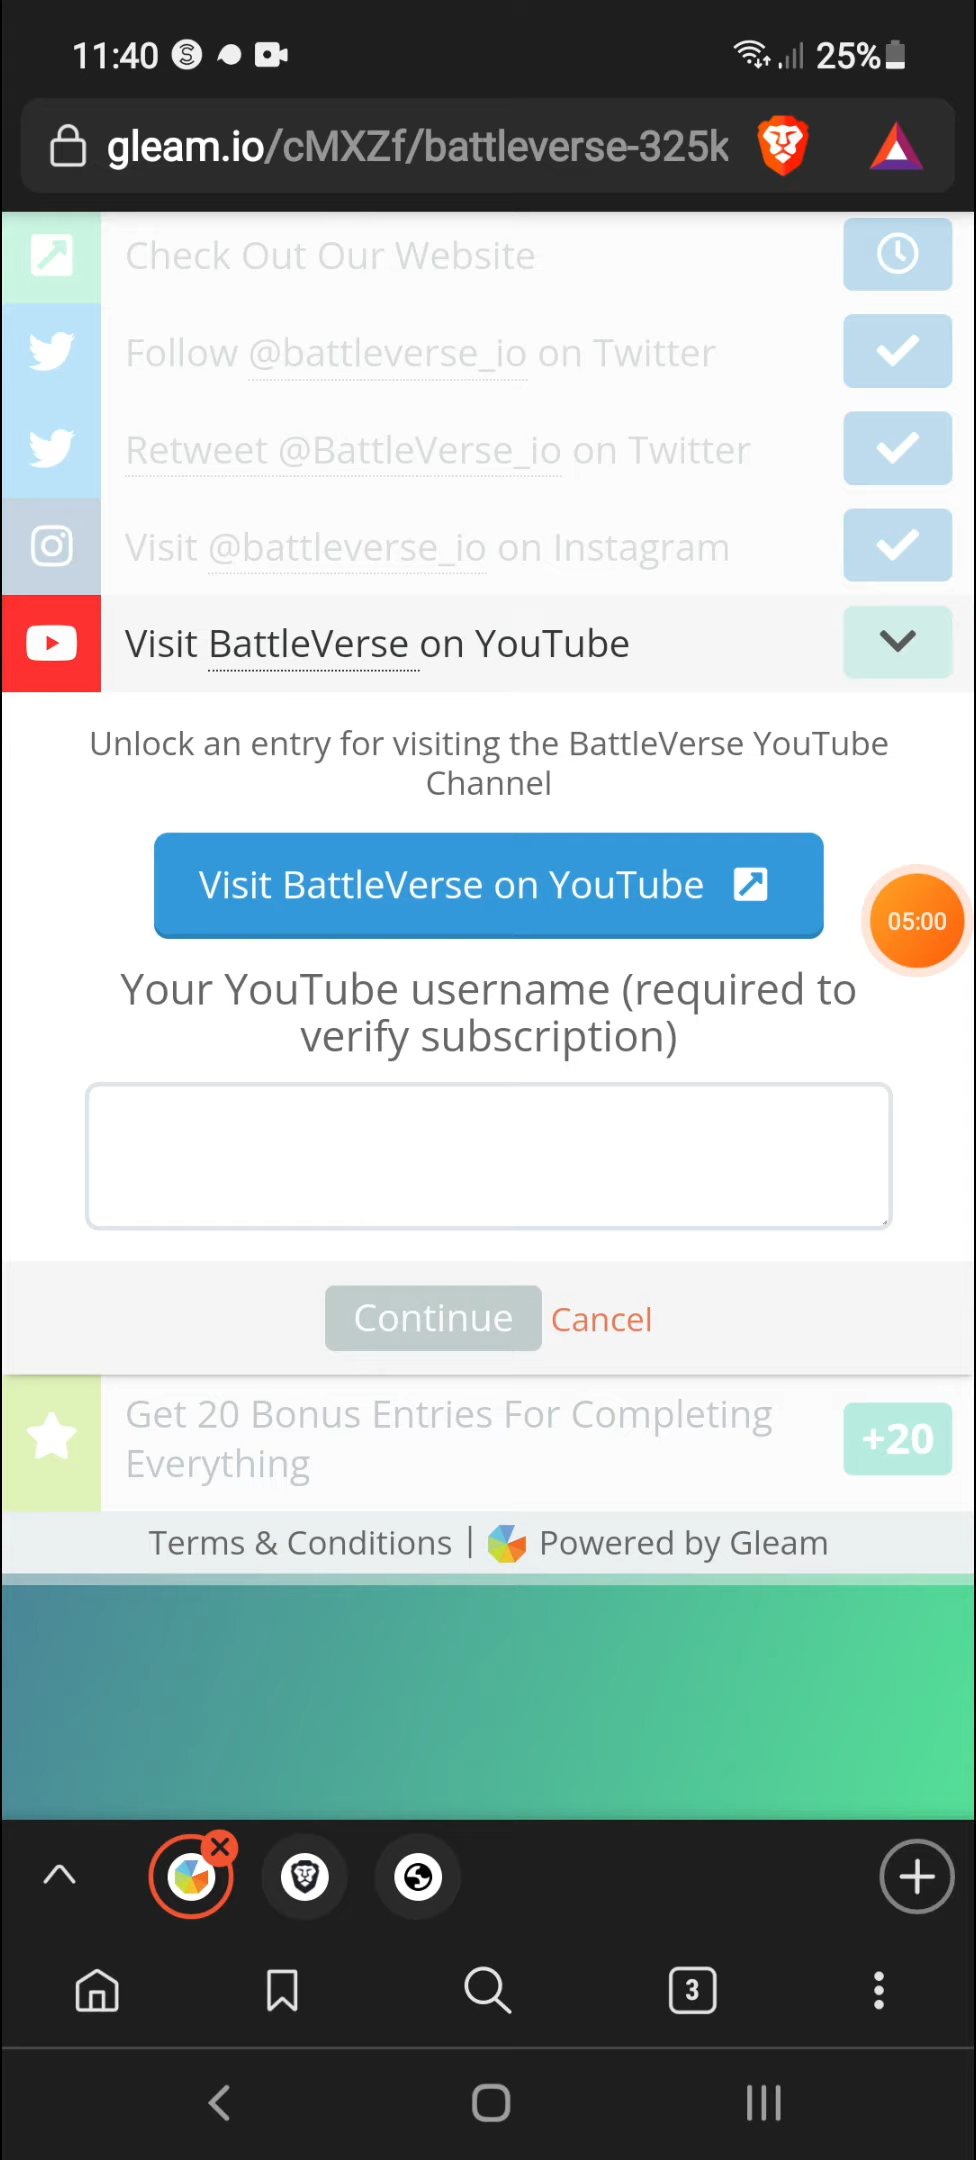 11:40
25%
gleam.io/cMXZf/battleverse-325k
Check Out Our Website
Follow @battleverse_io on Twitter
Retweet @BattleVerse_io on Twitter
Visit @battleverse_io on Instagram
Visit BattleVerse on YouTube
Unlock an entry for visiting the BattleVerse YouTube
Channel
Visit BattleVerse on YouTube
05:00
Your YouTube username (required to
verify subscription)
Continue Cancel
Get 20 Bonus Entries For Completing
Everything
+20
Terms & Conditions | Powered by Gleam
3